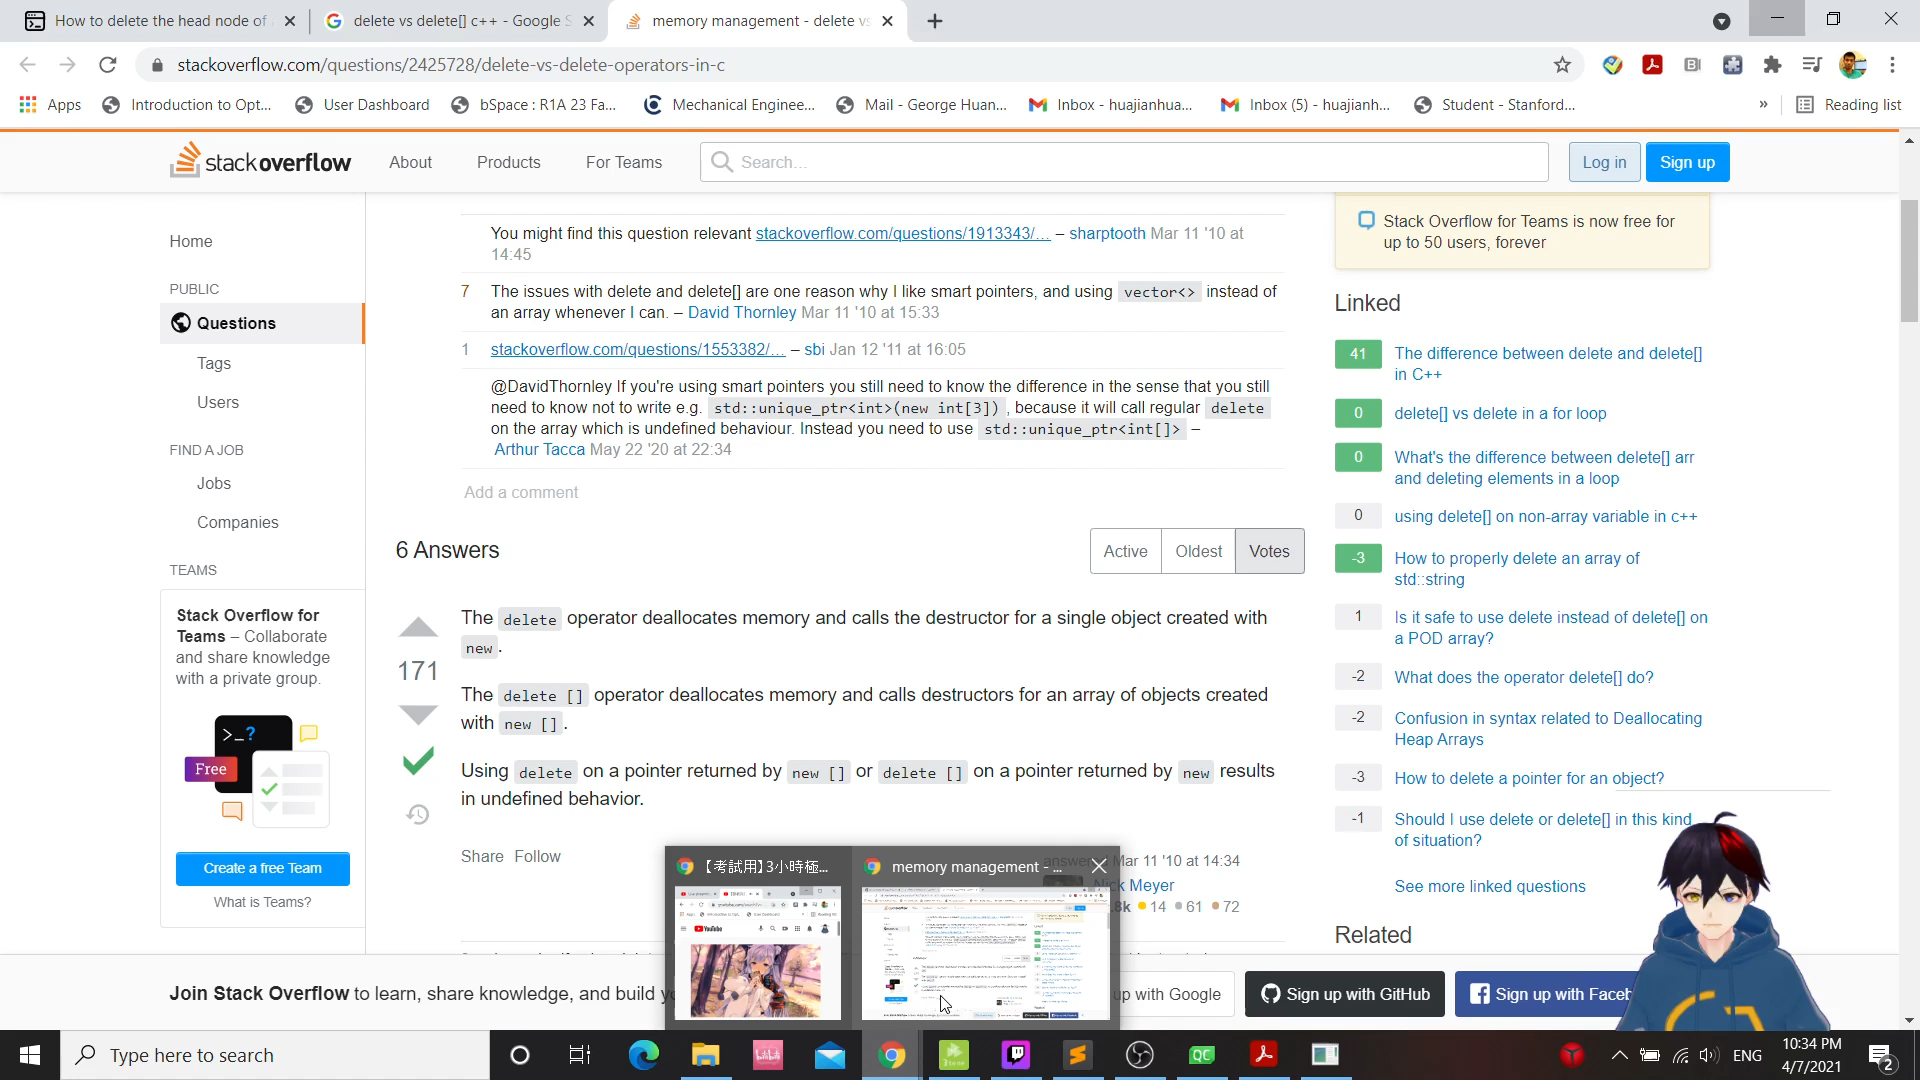 How to delete the head node of
delete vs delete[] c++ - Google S
memory management - delete vs
stackoverflow.com/questions/2425728/delete-vs-delete-operators-in-c
Apps
Introduction to Opt...
User Dashboard
bSpace : R1A 23 Fa...
Mechanical Enginee...
Mail - George Huan...
Inbox - huajianhua...
Inbox (5) - huajianh...
Student - Stanford...
»
Reading list
stackoverflow
About
Products
For Teams
Search...
Log in
Sign up
Home
PUBLIC
Questions
Tags
Users
FIND A JOB
Jobs
Companies
TEAMS
Stack Overflow for
Teams – Collaborate
and share knowledge
with a private group.
>_?
Free
Create a free Team
What is Teams?
You might find this question relevant stackoverflow.com/questions/1913343/... – sharptooth Mar 11 '10 at
14:45
7 The issues with delete and delete[] are one reason why I like smart pointers, and using vector<> instead of
an array whenever I can. – David Thornley Mar 11 '10 at 15:33
1 stackoverflow.com/questions/1553382/... – sbi Jan 12 '11 at 16:05
@DavidThornley If you're using smart pointers you still need to know the difference in the sense that you still
need to know not to write e.g. std::unique_ptr<int>(new int[3]) , because it will call regular delete
on the array which is undefined behaviour. Instead you need to use std::unique_ptr<int[]> –
Arthur Tacca May 22 '20 at 22:34
Add a comment
6 Answers
Active
Oldest
Votes
171
The delete operator deallocates memory and calls the destructor for a single object created with
new .
The delete [] operator deallocates memory and calls destructors for an array of objects created
with new [] .
Using delete on a pointer returned by new [] or delete [] on a pointer returned by new results
in undefined behavior.
Share Follow
answered Mar 11 '10 at 14:34
Nick Meyer
8k 14 61 72
Stack Overflow for Teams is now free for
up to 50 users, forever
Linked
41 The difference between delete and delete[]
in C++
0 delete[] vs delete in a for loop
0 What's the difference between delete[] arr
and deleting elements in a loop
0 using delete[] on non-array variable in c++
-3 How to properly delete an array of
std::string
1 Is it safe to use delete instead of delete[] on
a POD array?
-2 What does the operator delete[] do?
-2 Confusion in syntax related to Deallocating
Heap Arrays
-3 How to delete a pointer for an object?
-1 Should I use delete or delete[] in this kind
of situation?
See more linked questions
Related
【考試用】3小時極...
memory management - ...
YouTube
Join Stack Overflow to learn, share knowledge, and build
up with Google
Sign up with GitHub
Sign up with Faceb
Type here to search
QC
ENG
10:34 PM
4/7/2021
2